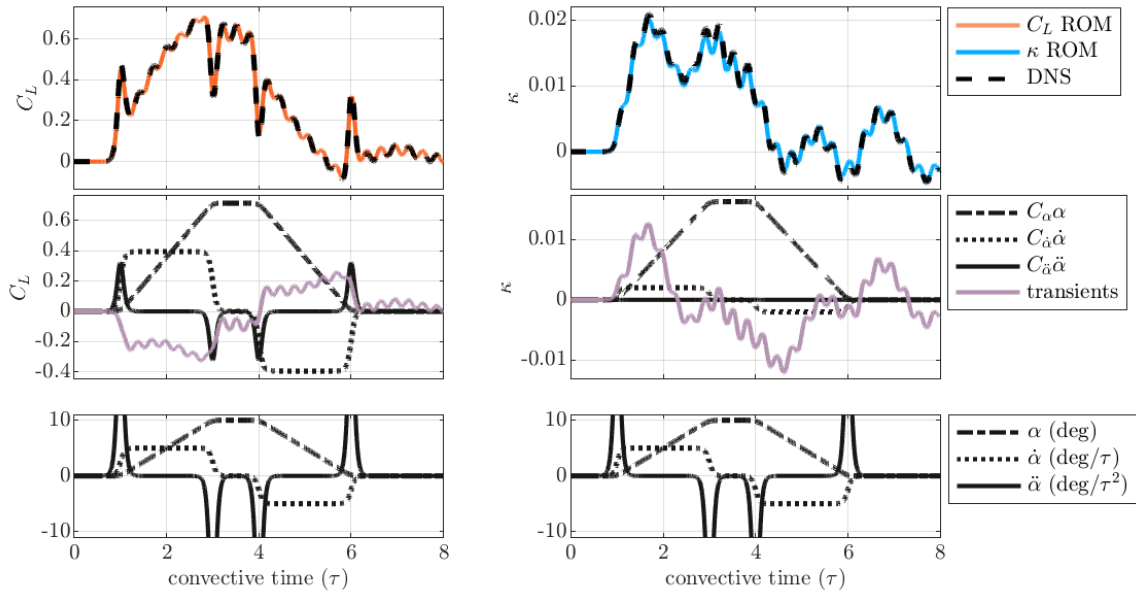 0.6
0.4
0.2
0
C_L
0.02
0.01
0
κ
C_L ROM
κ ROM
DNS
0.6
0.4
0.2
0
-0.2
-0.4
C_L
0.01
0
-0.01
κ
C_α α
C_α̇ α̇
C_α̈ α̈
transients
10
0
-10
0 2 4 6 8
convective time (τ)
10
0
-10
0 2 4 6 8
convective time (τ)
α (deg)
α̇ (deg/τ)
α̈ (deg/τ²)